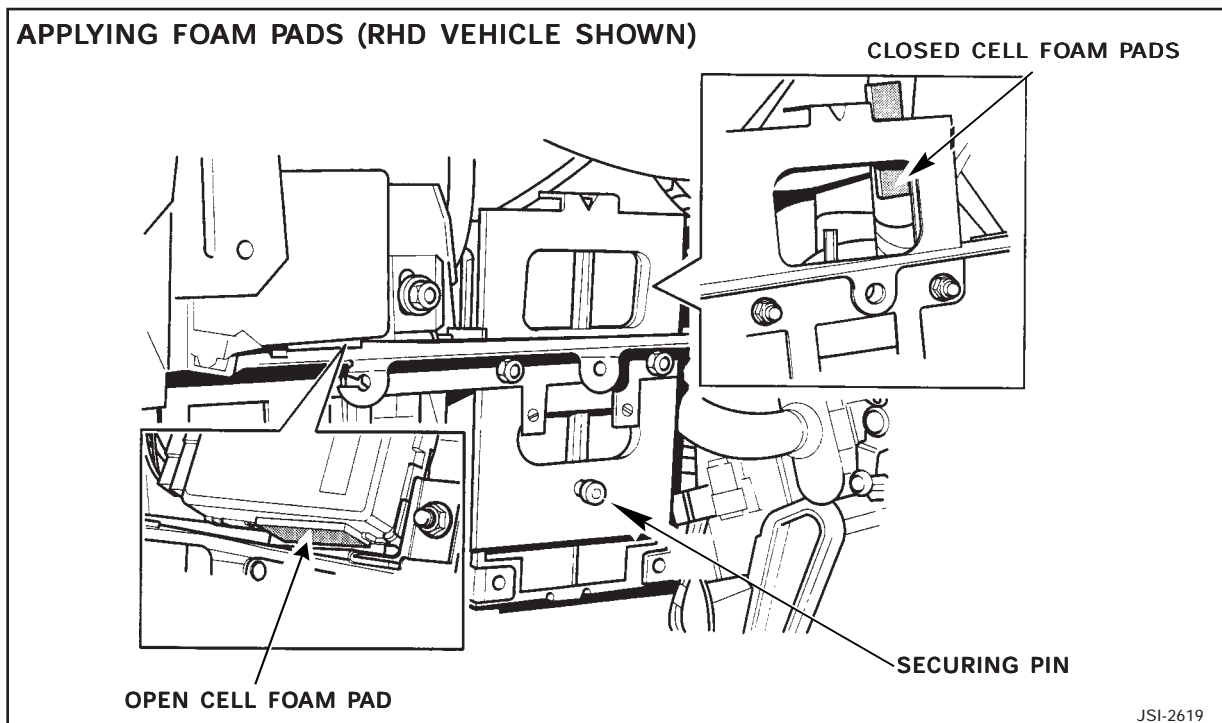 APPLYING FOAM PADS (RHD VEHICLE SHOWN)
CLOSED CELL FOAM PADS
SECURING PIN
OPEN CELL FOAM PAD
JSI-2619